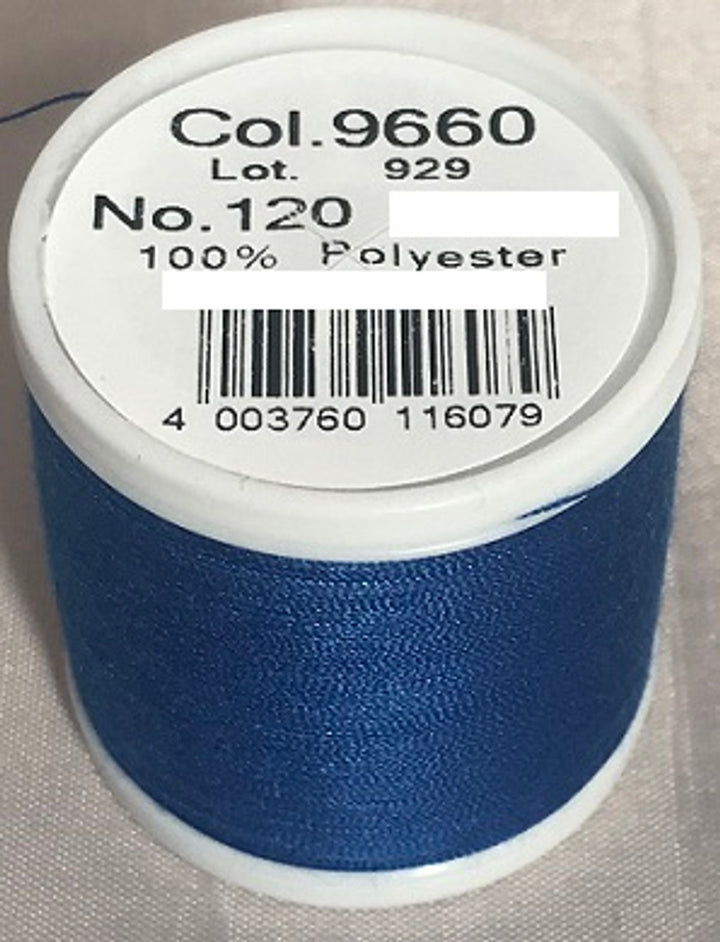 Col.9660
Lot. 929
No.120
100% Polyester
4 003760 116079